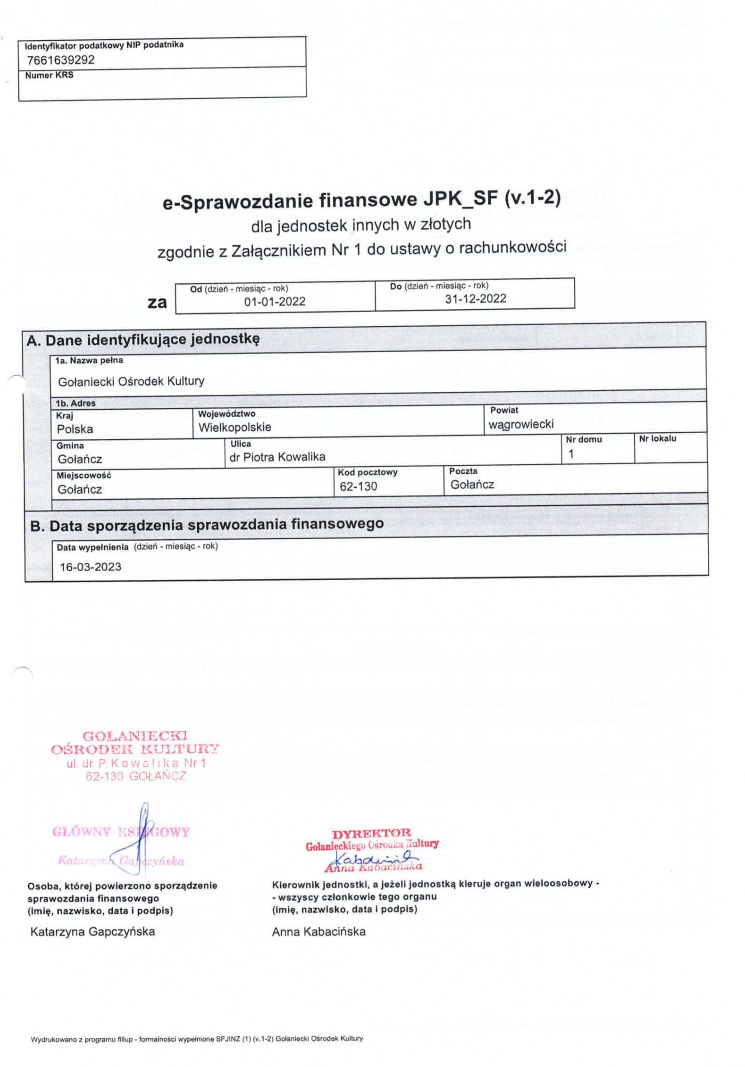 Identyfikator podatkowy NIP podatnika
7661639292
Numer KRS
e-Sprawozdanie finansowe JPK_SF (v.1-2)
dla jednostek innych w złotych
zgodnie z Załącznikiem Nr 1 do ustawy o rachunkowości
za
Od (dzień - miesiąc - rok)
01-01-2022
Do (dzień - miesiąc - rok)
31-12-2022
A. Dane identyfikujące jednostkę
1a. Nazwa pełna
Gołaniecki Ośrodek Kultury
1b. Adres
Kraj
Polska
Województwo
Wielkopolskie
Powiat
wągrowiecki
Gmina
Gołańcz
Ulica
dr Piotra Kowalika
Nr domu
1
Nr lokalu
Miejscowość
Gołańcz
Kod pocztowy
62-130
Poczta
Gołańcz
B. Data sporządzenia sprawozdania finansowego
Data wypełnienia (dzień - miesiąc - rok)
16-03-2023
GOŁANIECKI
OŚRODEK KULTURY
ul. dr. P. Kowalika Nr 1
62-130 GOŁAŃCZ
GŁÓWNY KSIĘGOWY
Katarzyna Gapczyńska
DYREKTOR
Gołanieckiego Ośrodka Kultury
Kabacińska
Anna Kabacińska
Osoba, której powierzono sporządzenie
sprawozdania finansowego
(imię, nazwisko, data i podpis)
Katarzyna Gapczyńska
Kierownik jednostki, a jeżeli jednostką kieruje organ wieloosobowy -
- wszyscy członkowie tego organu
(imię, nazwisko, data i podpis)
Anna Kabacińska
Wydrukowano z programu fillup - formalności wypełnione SFJINZ (1) (v.1-2) Gołaniecki Ośrodek Kultury